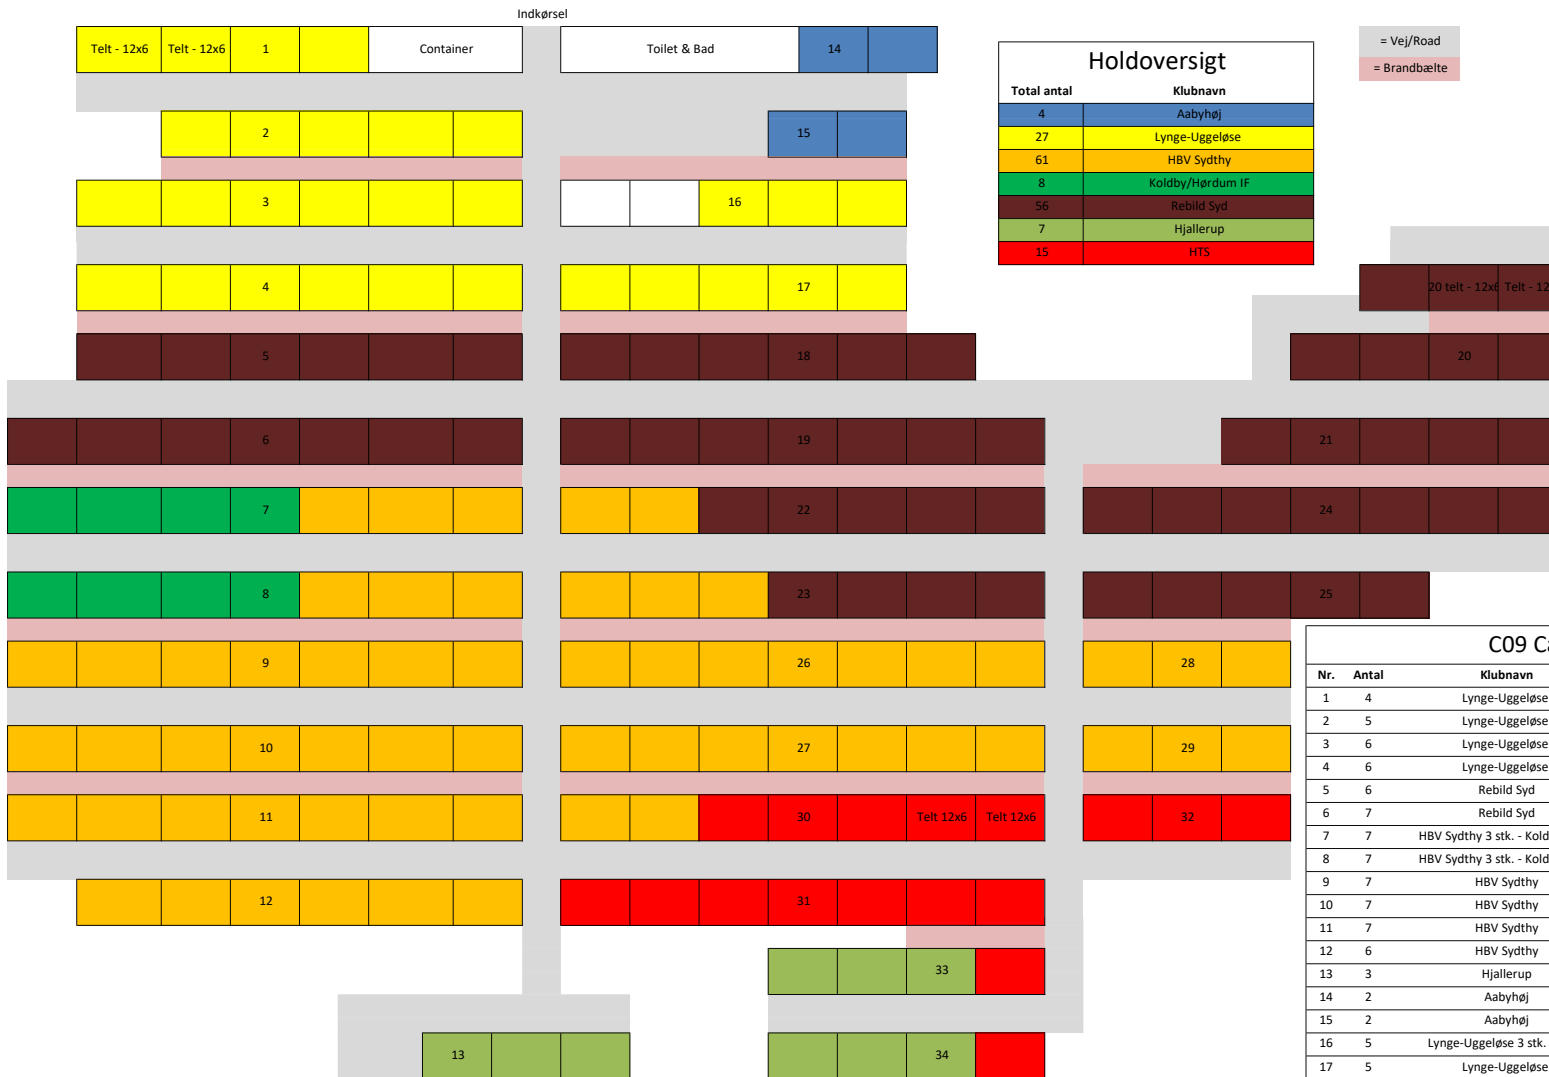 Indkørsel
Telt - 12x6 Telt - 12x6 1 Container Toilet & Bad 14
= Vej/Road
= Brandbælte
Holdoversigt
Total antal Klubnavn
4 Aabyhøj
27 Lynge-Uggeløse
61 HBV Sydthy
8 Koldby/Hørdum IF
56 Rebild Syd
7 Hjallerup
15 HTS
2 15
3 16
4 17 20 telt - 12x6 Telt - 12
5 18 20
6 19 21
7 22 24
8 23 25
9 26 28
10 27 29
11 30 Telt 12x6 Telt 12x6 32
12 31
33
13 34
C09 Ca
Nr. Antal Klubnavn
1 4 Lynge-Uggeløse
2 5 Lynge-Uggeløse
3 6 Lynge-Uggeløse
4 6 Lynge-Uggeløse
5 6 Rebild Syd
6 7 Rebild Syd
7 7 HBV Sydthy 3 stk. - Kold
8 7 HBV Sydthy 3 stk. - Kold
9 7 HBV Sydthy
10 7 HBV Sydthy
11 7 HBV Sydthy
12 6 HBV Sydthy
13 3 Hjallerup
14 2 Aabyhøj
15 2 Aabyhøj
16 5 Lynge-Uggeløse 3 stk.
17 5 Lynge-Uggeløse